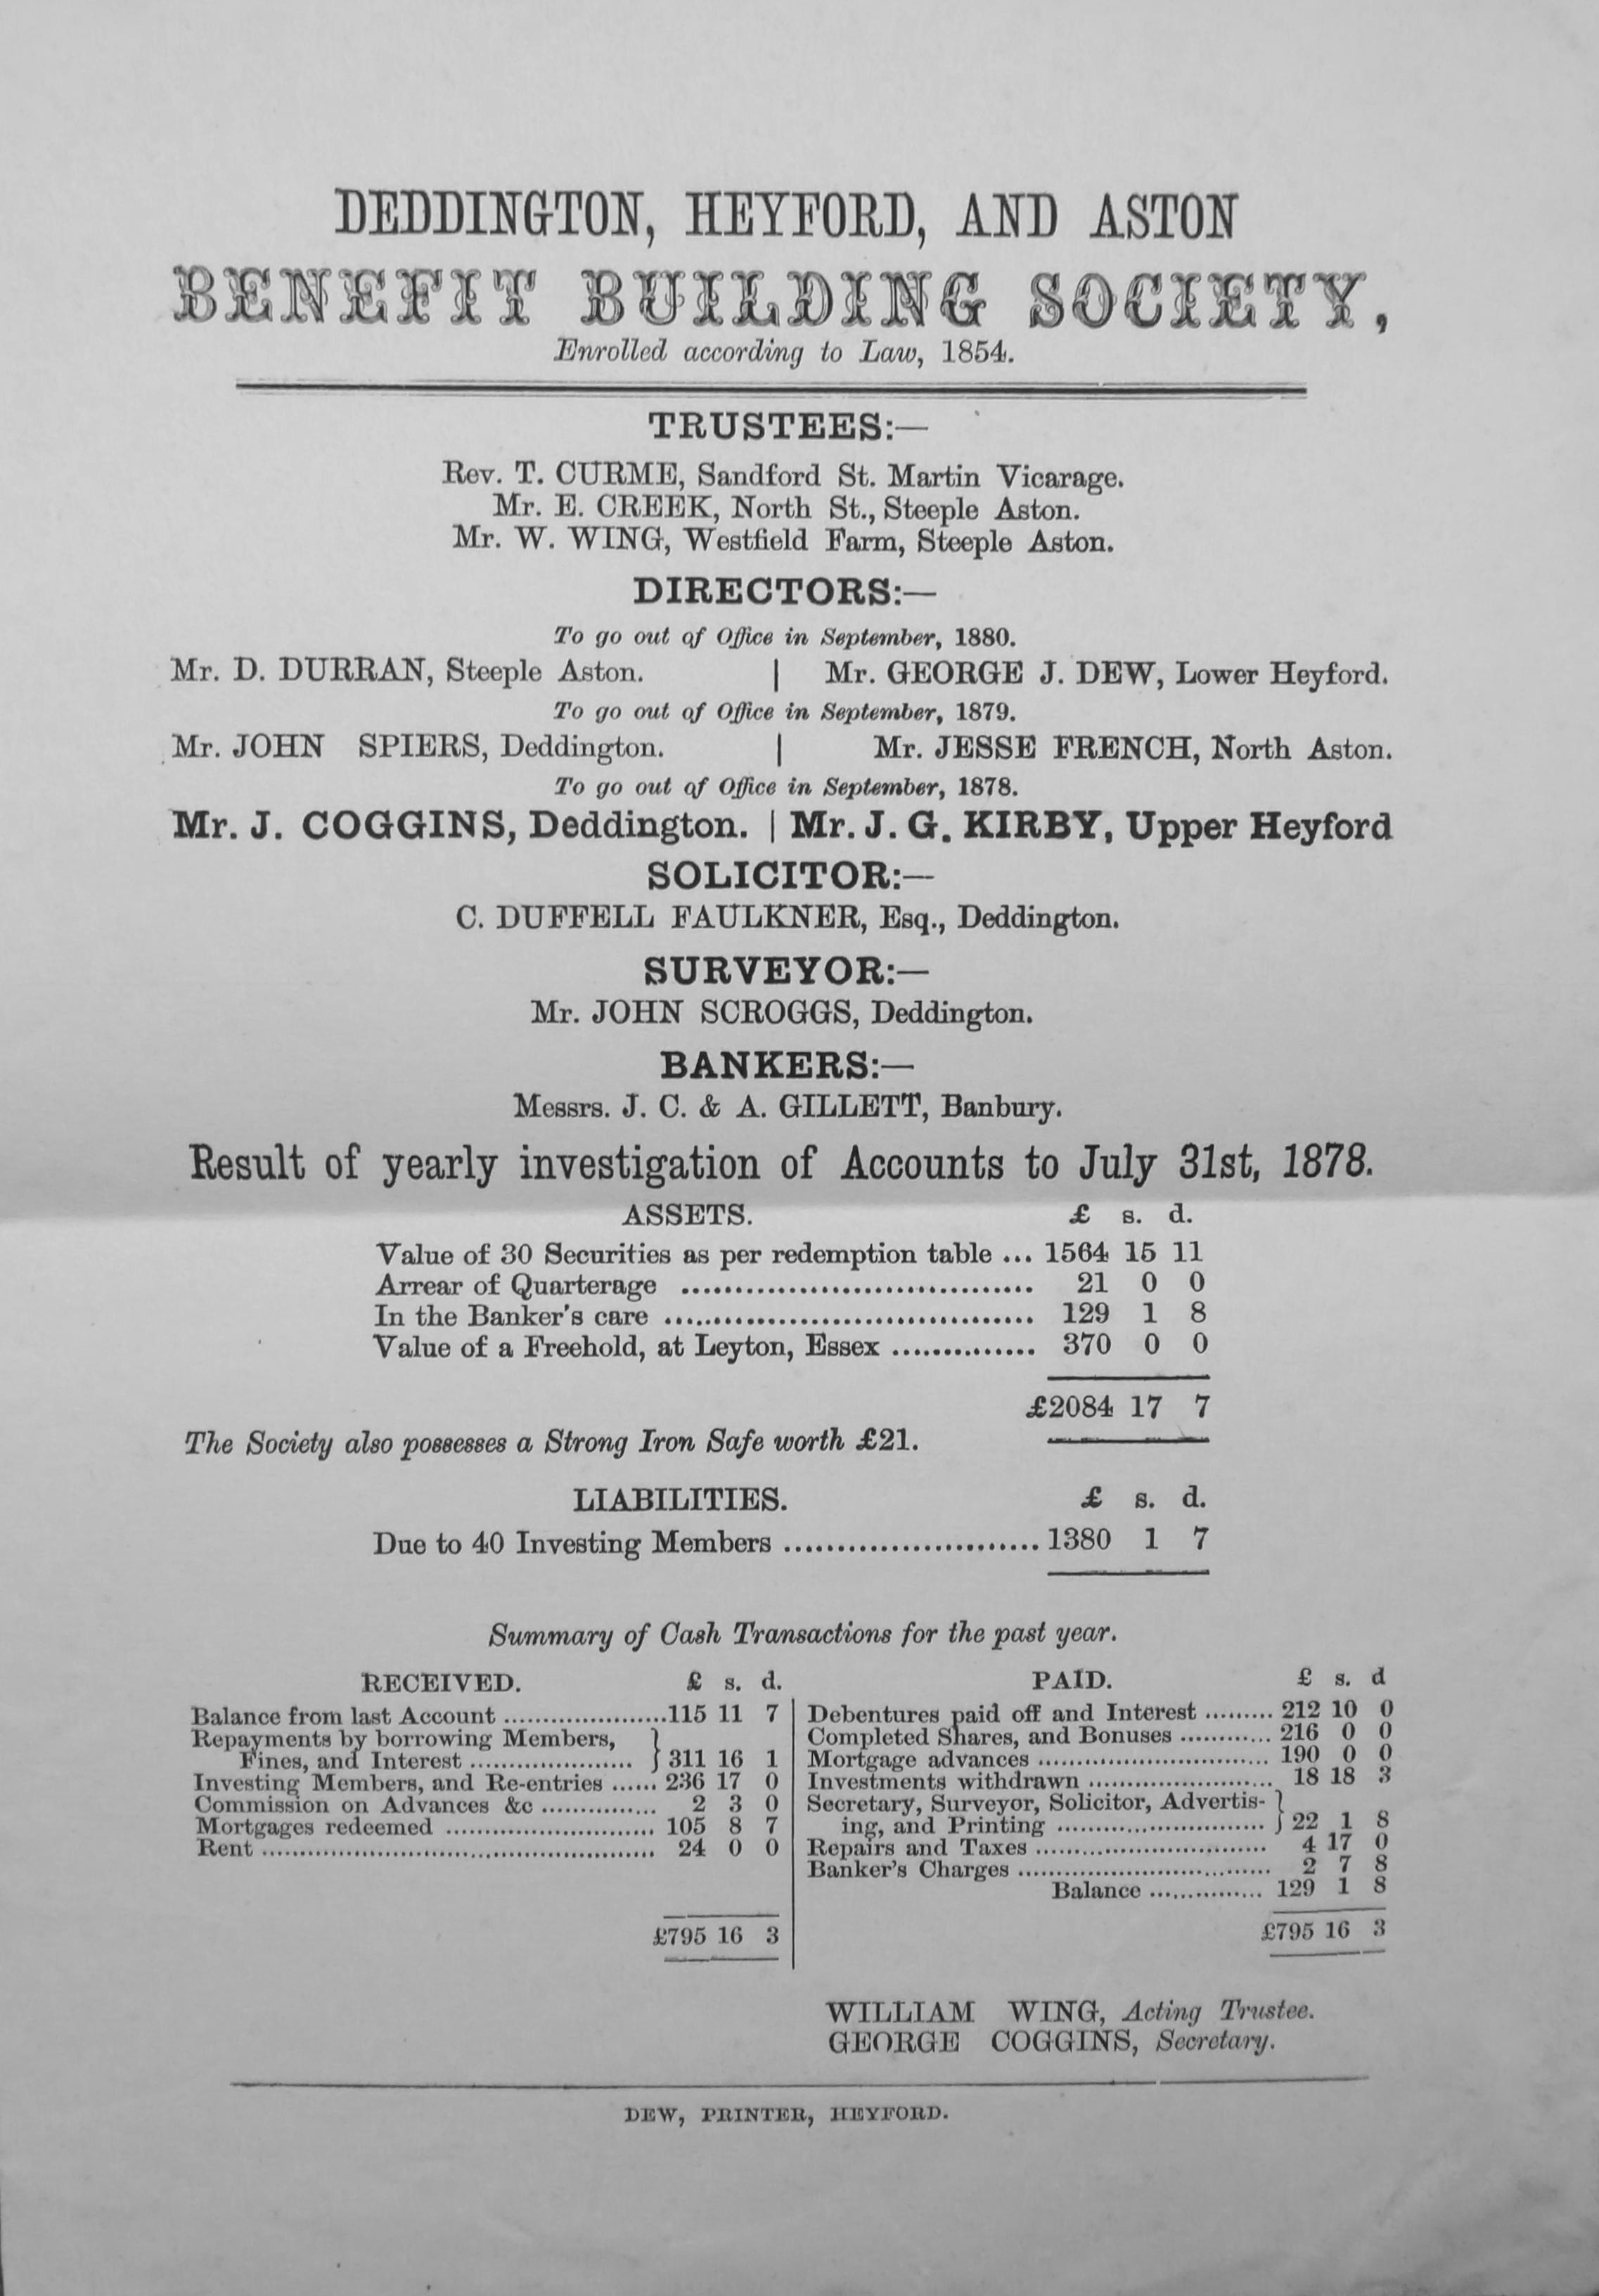 DEDDINGTON, HEYFORD, AND ASTON
BENEFIT BUILDING SOCIETY,
Enrolled according to Law, 1854.
TRUSTEES:—
Rev. T. CURME, Sandford St. Martin Vicarage.
Mr. E. CREEK, North St., Steeple Aston.
Mr. W. WING, Westfield Farm, Steeple Aston.
DIRECTORS:—
To go out of Office in September, 1880.
Mr. D. DURRAN, Steeple Aston. | Mr. GEORGE J. DEW, Lower Heyford.
To go out of Office in September, 1879.
Mr. JOHN SPIERS, Deddington. | Mr. JESSE FRENCH, North Aston.
To go out of Office in September, 1878.
Mr. J. COGGINS, Deddington. | Mr. J. G. KIRBY, Upper Heyford
SOLICITOR:—
C. DUFFELL FAULKNER, Esq., Deddington.
SURVEYOR:—
Mr. JOHN SCROGGS, Deddington.
BANKERS:—
Messrs. J. C. & A. GILLETT, Banbury.
Result of yearly investigation of Accounts to July 31st, 1878.
ASSETS. £ s. d.
Value of 30 Securities as per redemption table ... 1564 15 11
Arrear of Quarterage ................................. 21 0 0
In the Banker's care ................................... 129 1 8
Value of a Freehold, at Leyton, Essex .............. 370 0 0
£2084 17 7
The Society also possesses a Strong Iron Safe worth £21.
LIABILITIES. £ s. d.
Due to 40 Investing Members ........................ 1380 1 7
Summary of Cash Transactions for the past year.
RECEIVED. £ s. d.
Balance from last Account ...................... 115 11 7
Repayments by borrowing Members,
Fines, and Interest ...................... } 311 16 1
Investing Members, and Re-entries ...... 236 17 0
Commission on Advances &c ............... 2 3 0
Mortgages redeemed ............................ 105 8 7
Rent ..................................................... 24 0 0
£795 16 3
PAID. £ s. d
Debentures paid off and Interest ......... 212 10 0
Completed Shares, and Bonuses ............ 216 0 0
Mortgage advances ............................... 190 0 0
Investments withdrawn ......................... 18 18 3
Secretary, Surveyor, Solicitor, Advertis-
ing, and Printing ............................ } 22 1 8
Repairs and Taxes ............................... 4 17 0
Banker's Charges .................................. 2 7 8
Balance ............... 129 1 8
£795 16 3
WILLIAM WING, Acting Trustee.
GEORGE COGGINS, Secretary.
DEW, PRINTER, HEYFORD.